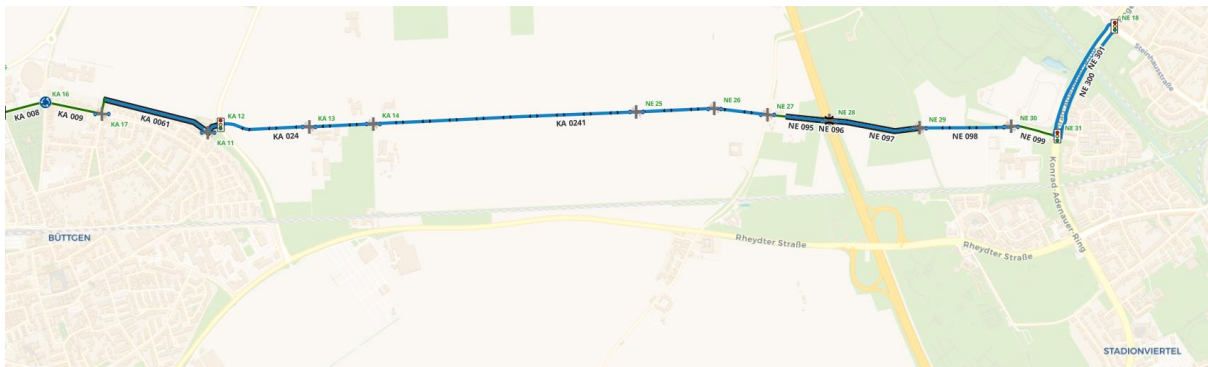 NE 18
Steinhausstraße
NE 301
NE 300
KA 16
KA 008
KA 009
KA 17
KA 0061
KA 12
KA 11
KA 13
KA 024
KA 14
KA 0241
NE 25
NE 26
NE 27
NE 28
NE 095
NE 096
NE 097
NE 29
NE 098
NE 30
NE 099
NE 31
Konrad-Adenauer-Ring
BÜTTGEN
Rheydter Straße
Rheydter Straße
STADIONVIERTEL